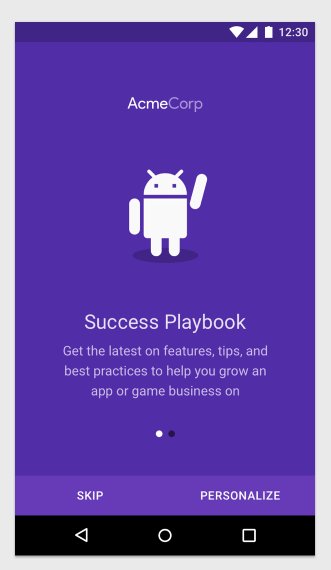 12:30
AcmeCorp
Success Playbook
Get the latest on features, tips, and
best practices to help you grow an
app or game business on
SKIP
PERSONALIZE